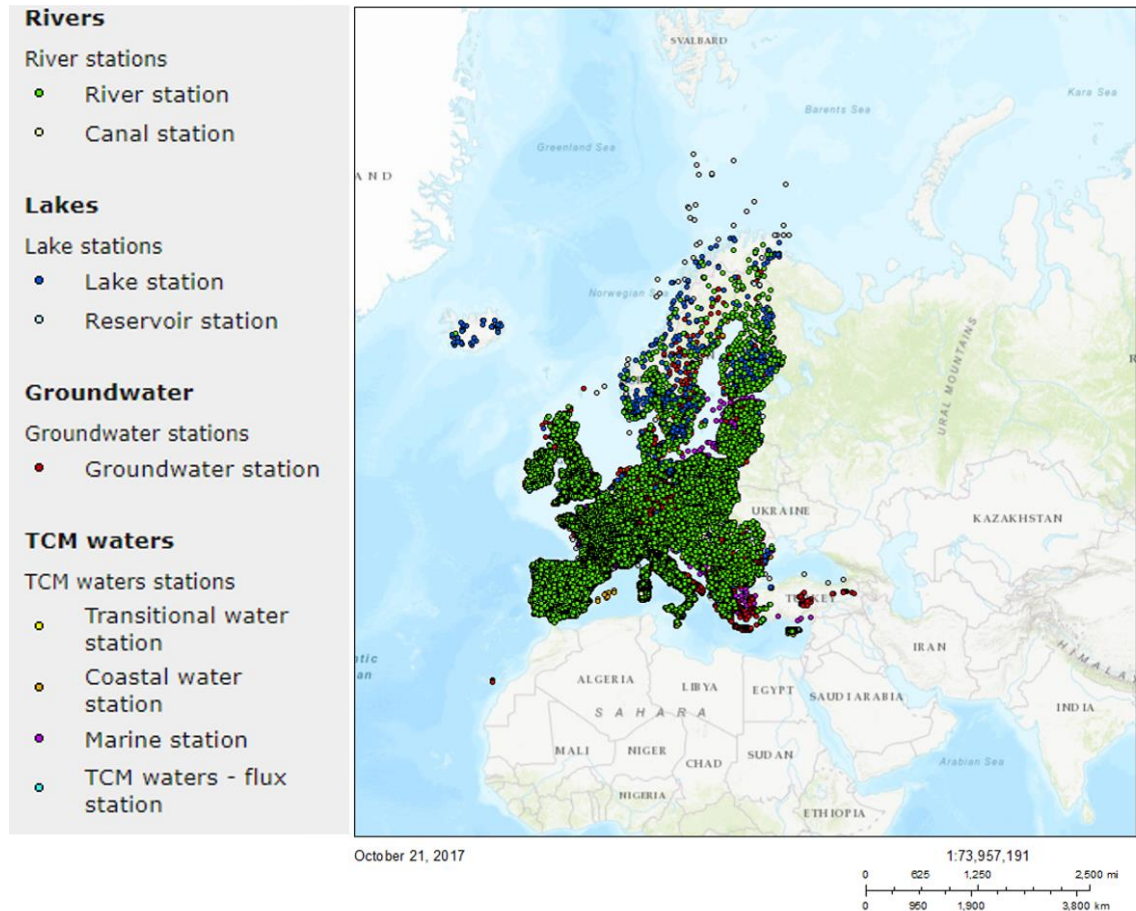 Rivers
River stations
River station
Canal station
Lakes
Lake stations
Lake station
Reservoir station
Groundwater
Groundwater stations
Groundwater station
TCM waters
TCM waters stations
Transitional water
station
Coastal water
station
Marine station
TCM waters - flux
station
SVALBARD
Kara Sea
Barents Sea
Greenland Sea
A N D
Norwegian Sea
URAL MOUNTAINS
R
UKRAINE
KAZAKHSTAN
TURKEY
IRAN
HIMALA
tic
an
ALGERIA
LIBYA
EGYPT
SAUDI ARABIA
INDIA
S A H A R A
MALI
NIGER
CHAD
SUDAN
Arabian Sea
NIGERIA
ETHIOPIA
October 21, 2017
1:73,957,191
0 625 1,250 2,500 mi
0 950 1,900 3,800 km